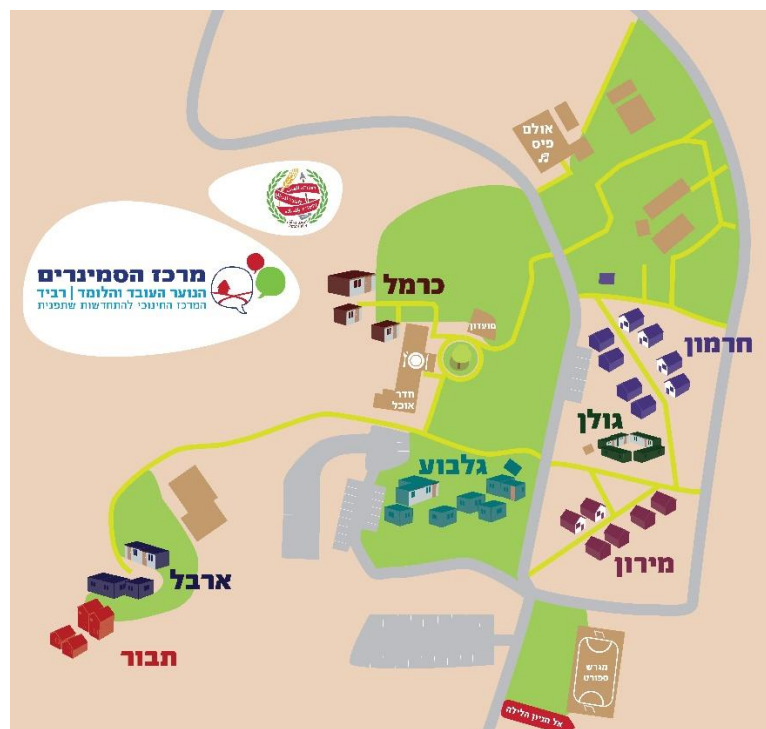 אולם
פיס
מרכז הסמינרים
הנוער העובד והלומד | רביד
המרכז החינוכי להתחדשות שתפנית
כרמל
מועדון
חדר
אוכל
חרמון
גולן
גלבוע
מירון
ארבל
תבור
מגרש
ספורט
אל חניון הלילה